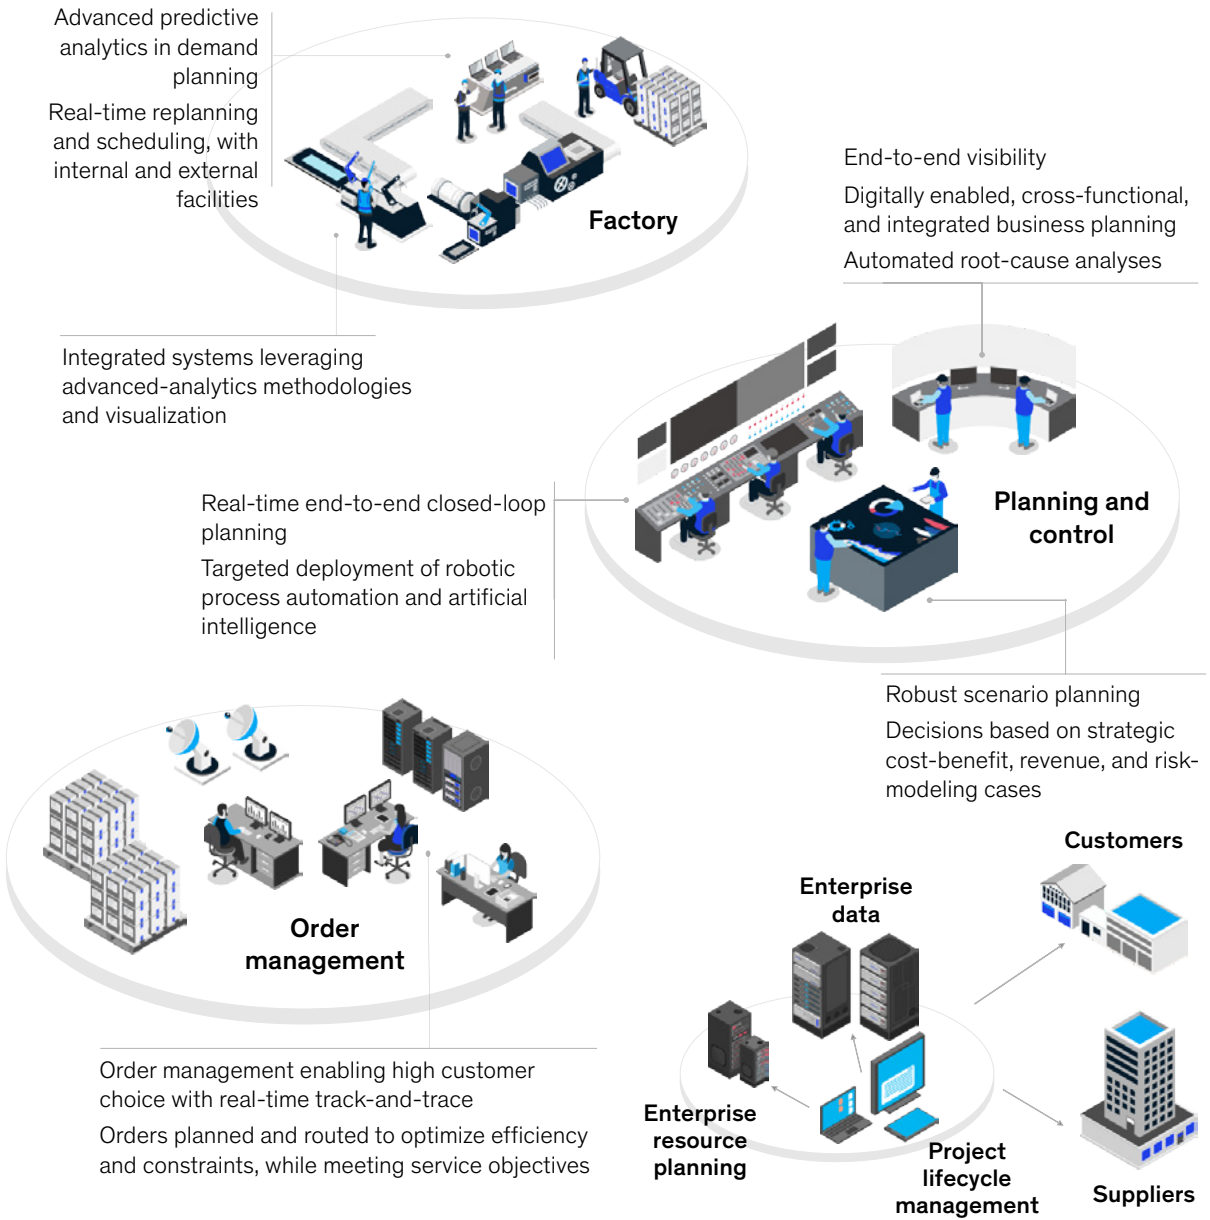 Advanced predictive
analytics in demand
planning
Real-time replanning
and scheduling, with
internal and external
facilities
Factory
Integrated systems leveraging
advanced-analytics methodologies
and visualization
End-to-end visibility
Digitally enabled, cross-functional,
and integrated business planning
Automated root-cause analyses
Real-time end-to-end closed-loop
planning
Targeted deployment of robotic
process automation and artificial
intelligence
Planning and
control
Robust scenario planning
Decisions based on strategic
cost-benefit, revenue, and risk-
modeling cases
Order
management
Order management enabling high customer
choice with real-time track-and-trace
Orders planned and routed to optimize efficiency
and constraints, while meeting service objectives
Customers
Enterprise
data
Enterprise
resource
planning
Project
lifecycle
management
Suppliers